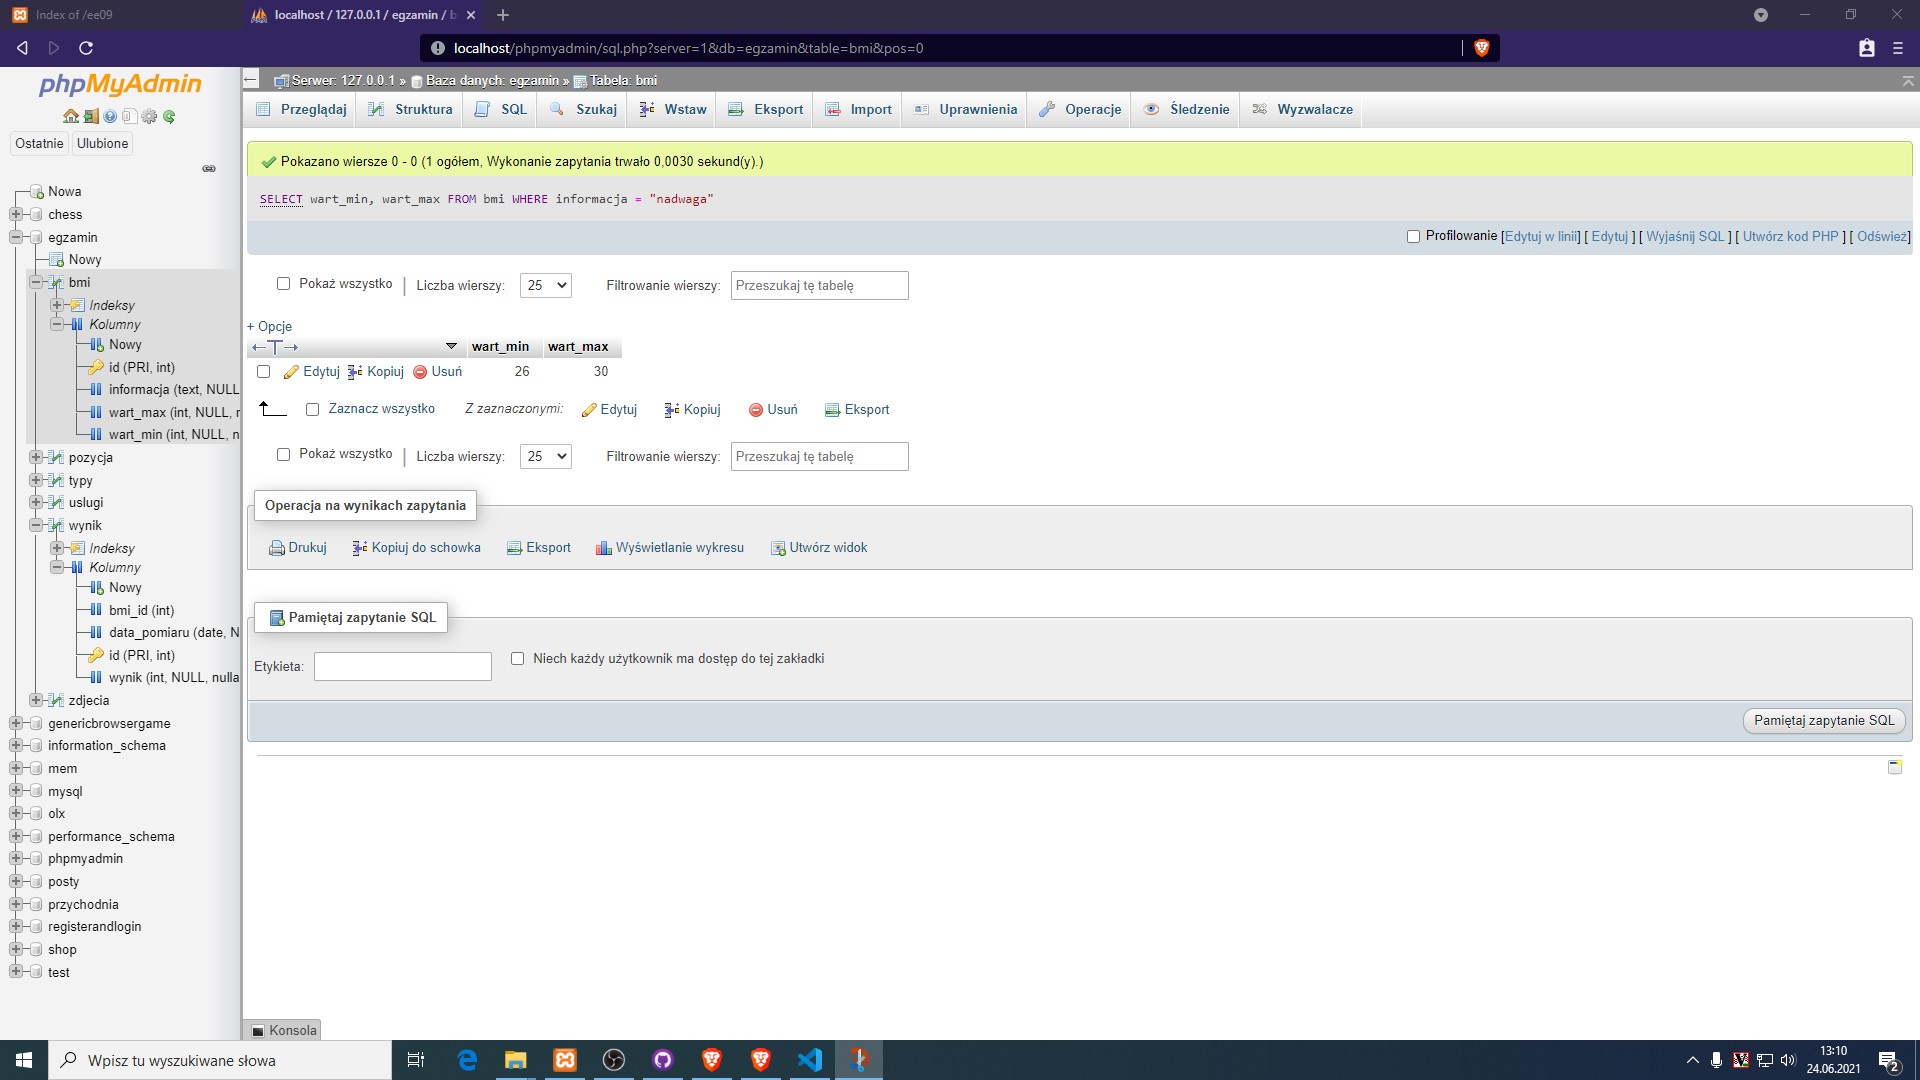 Index of /ee09
localhost / 127.0.0.1 / egzamin / b
localhost/phpmyadmin/sql.php?server=1&db=egzamin&table=bmi&pos=0
phpMyAdmin
Ostatnie
Ulubione
Nowa
chess
egzamin
Nowy
bmi
Indeksy
Kolumny
Nowy
id (PRI, int)
informacja (text, NULL
wart_max (int, NULL, r
wart_min (int, NULL, n
pozycja
typy
uslugi
wynik
Indeksy
Kolumny
Nowy
bmi_id (int)
data_pomiaru (date, N
id (PRI, int)
wynik (int, NULL, nulla
zdjecia
genericbrowsergame
information_schema
mem
mysql
olx
performance_schema
phpmyadmin
posty
przychodnia
registerandlogin
shop
test
Serwer: 127.0.0.1 » Baza danych: egzamin » Tabela: bmi
Przeglądaj Struktura SQL Szukaj Wstaw Eksport Import Uprawnienia Operacje Śledzenie Wyzwalacze
Pokazano wiersze 0 - 0 (1 ogółem, Wykonanie zapytania trwało 0,0030 sekund(y).)
SELECT wart_min, wart_max FROM bmi WHERE informacja = "nadwaga"
Profilowanie [Edytuj w linii] [ Edytuj ] [ Wyjaśnij SQL ] [ Utwórz kod PHP ] [ Odśwież]
Pokaż wszystko | Liczba wierszy: 25 Filtrowanie wierszy: Przeszukaj tę tabelę
+ Opcje
←T→ wart_min wart_max
Edytuj Kopiuj Usuń 26 30
Zaznacz wszystko Z zaznaczonymi: Edytuj Kopiuj Usuń Eksport
Pokaż wszystko | Liczba wierszy: 25 Filtrowanie wierszy: Przeszukaj tę tabelę
Operacja na wynikach zapytania
Drukuj Kopiuj do schowka Eksport Wyświetlanie wykresu Utwórz widok
Pamiętaj zapytanie SQL
Etykieta: Niech każdy użytkownik ma dostęp do tej zakładki
Pamiętaj zapytanie SQL
Konsola
Wpisz tu wyszukiwane słowa
13:10
24.06.2021
2